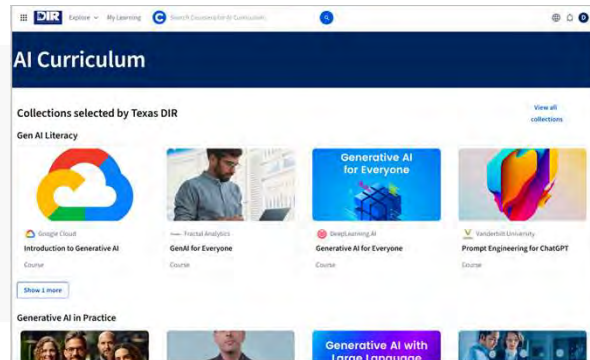 DIR Explore My Learning C Search Coursera for AI Curriculum D
AI Curriculum
Collections selected by Texas DIR
View all
collections
Gen AI Literacy
Generative AI
for Everyone
Google Cloud
Fractal Analytics
DeepLearning.AI
Vanderbilt University
Introduction to Generative AI
GenAI for Everyone
Generative AI for Everyone
Prompt Engineering for ChatGPT
Course
Course
Course
Course
Show 1 more
Generative AI in Practice
Generative AI with
Large Language